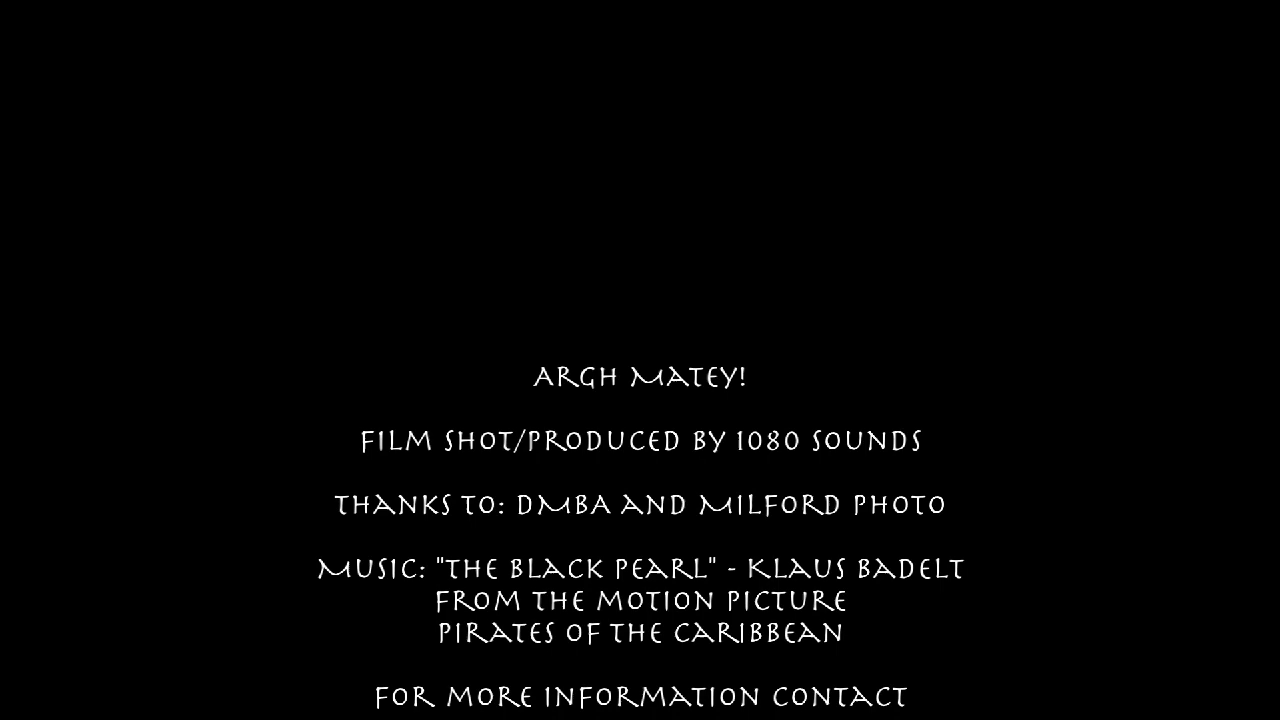 Argh Matey!
Film shot/produced by 1080 Sounds
Thanks to: DMBA and Milford Photo
Music: "The Black Pearl" - Klaus Badelt
from the motion picture
Pirates of the Caribbean
For more information contact